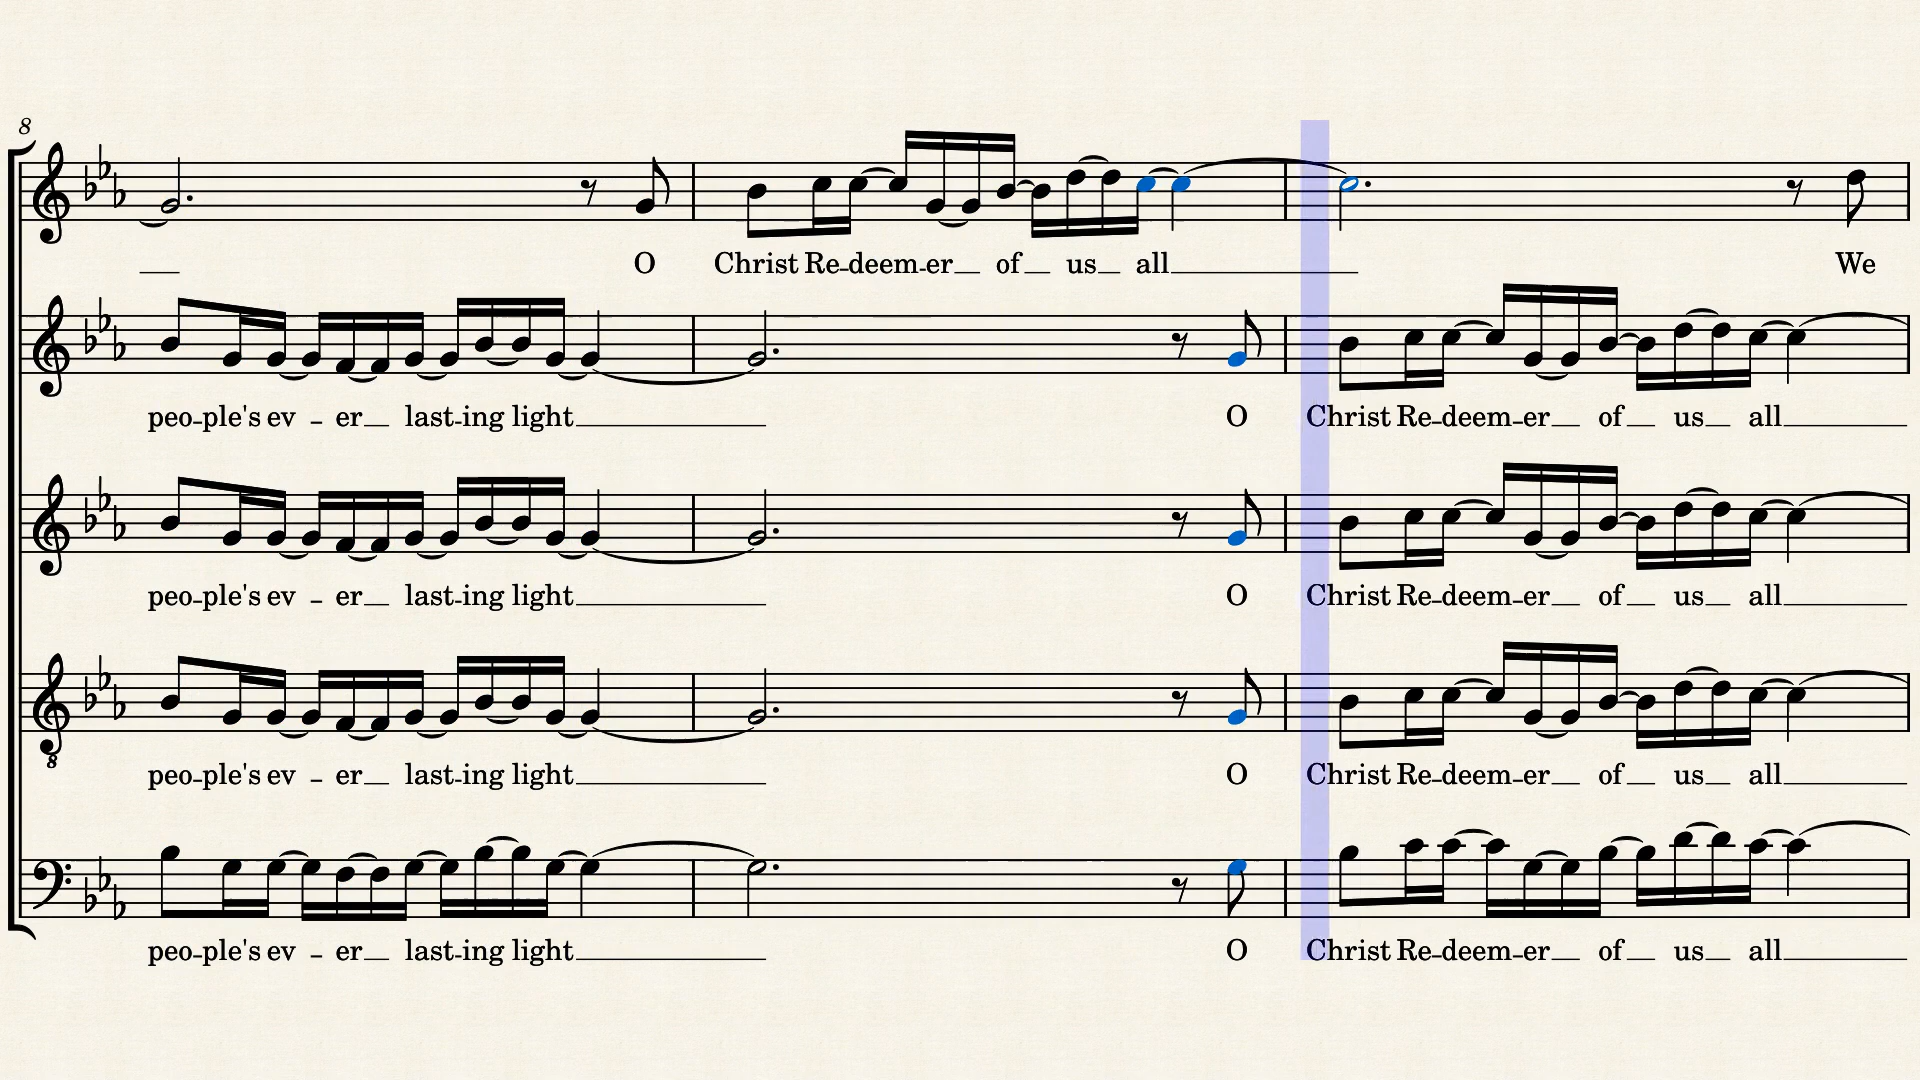 8
O Christ Re-deem-er of us all We
peo-ple's ev - er last-ing light O Christ Re-deem-er of us all
peo-ple's ev - er last-ing light O Christ Re-deem-er of us all
8
peo-ple's ev - er last-ing light O Christ Re-deem-er of us all
peo-ple's ev - er last-ing light O Christ Re-deem-er of us all